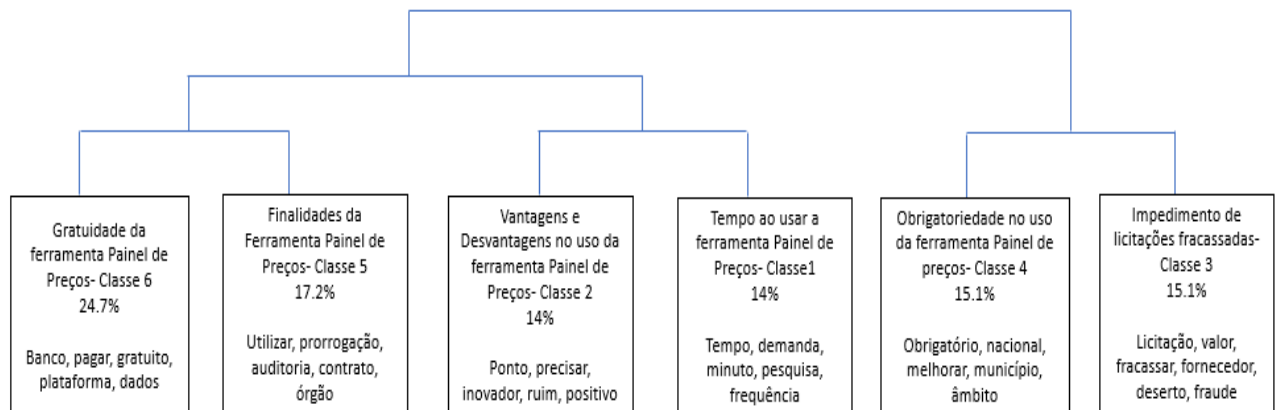 Gratuidade da
ferramenta Painel de
Preços- Classe 6
24.7%
Banco, pagar, gratuito,
plataforma, dados
Finalidades da
Ferramenta Painel de
Preços- Classe 5
17.2%
Utilizar, prorrogação,
auditoria, contrato,
órgão
Vantagens e
Desvantagens no uso da
ferramenta Painel de
Preços- Classe 2
14%
Ponto, precisar,
inovador, ruim, positivo
Tempo ao usar a
ferramenta Painel de
Preços- Classe1
14%
Tempo, demanda,
minuto, pesquisa,
frequência
Obrigatoriedade no uso
da ferramenta Painel de
preços- Classe 4
15.1%
Obrigatório, nacional,
melhorar, município,
âmbito
Impedimento de
licitações fracassadas-
Classe 3
15.1%
Licitação, valor,
fracassar, fornecedor,
deserto, fraude